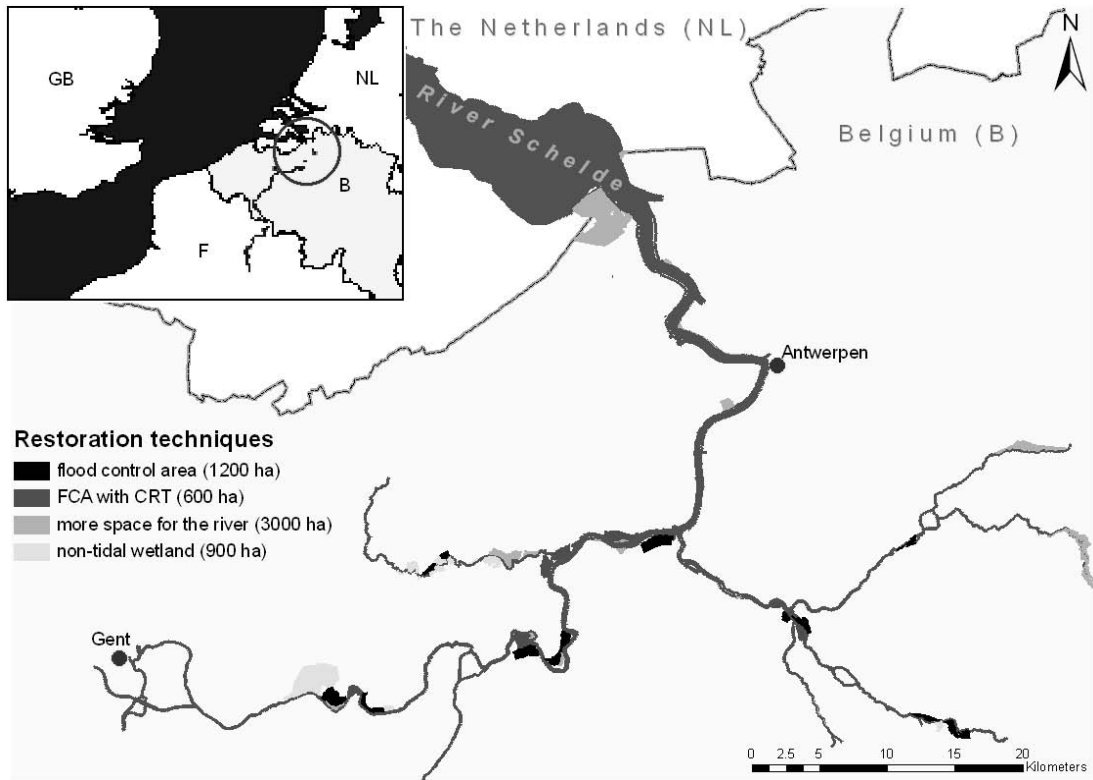 The Netherlands (NL)
N
GB
NL
B
F
River Schelde
Belgium (B)
Antwerpen
Restoration techniques
flood control area (1200 ha)
FCA with CRT (600 ha)
more space for the river (3000 ha)
non-tidal wetland (900 ha)
Gent
0 2.5 5 10 15 20
Kilometers